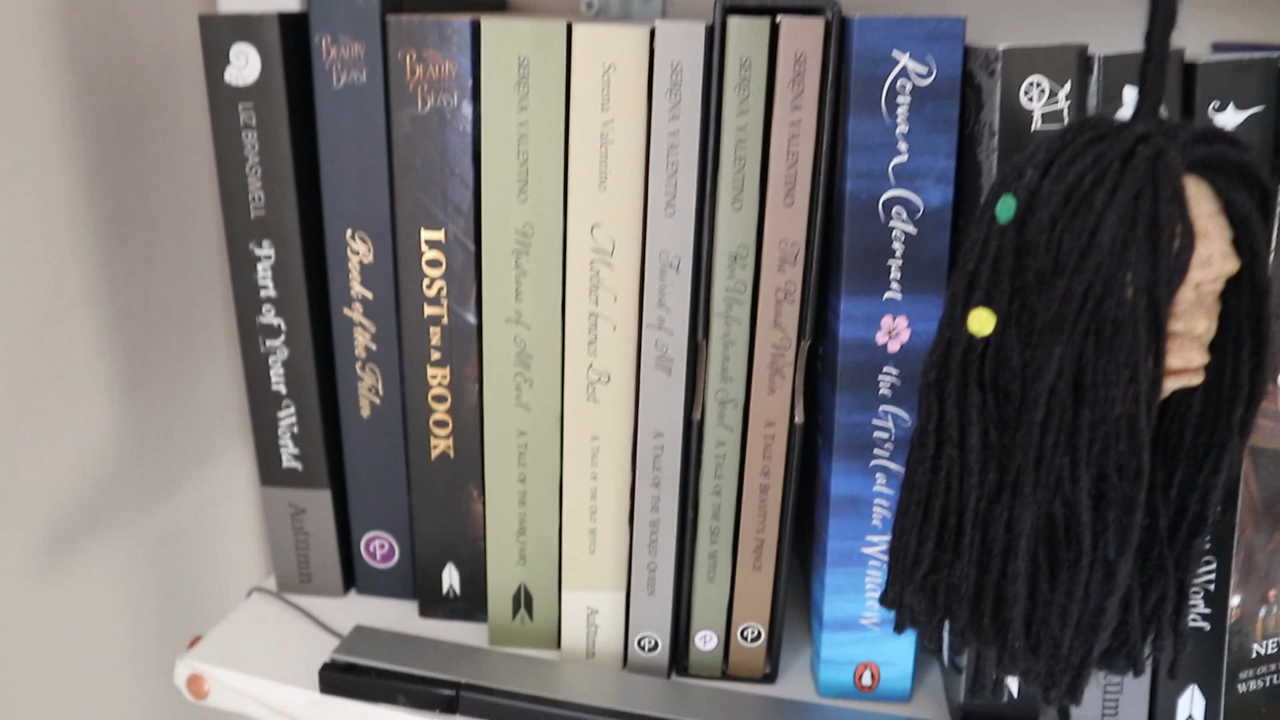 LIZ BRASWELL Part of Your World Autumn
BEAUTY AND THE BEAST Book of the Film
BEAUTY AND THE BEAST LOST IN A BOOK
SERENA VALENTINO Mistress of All Evil A TALE OF THE DARK FAIRY
Serena Valentino Mother Knows Best A TALE OF THE OLD WITCH Autumn
SERENA VALENTINO Fairest of All A TALE OF THE WICKED QUEEN
SERENA VALENTINO Poor Unfortunate Soul A TALE OF THE SEA WITCH
SERENA VALENTINO The Beast Within A TALE OF BEAUTY'S PRINCE
Rowan Coleman the Girl at the Window
World
NE